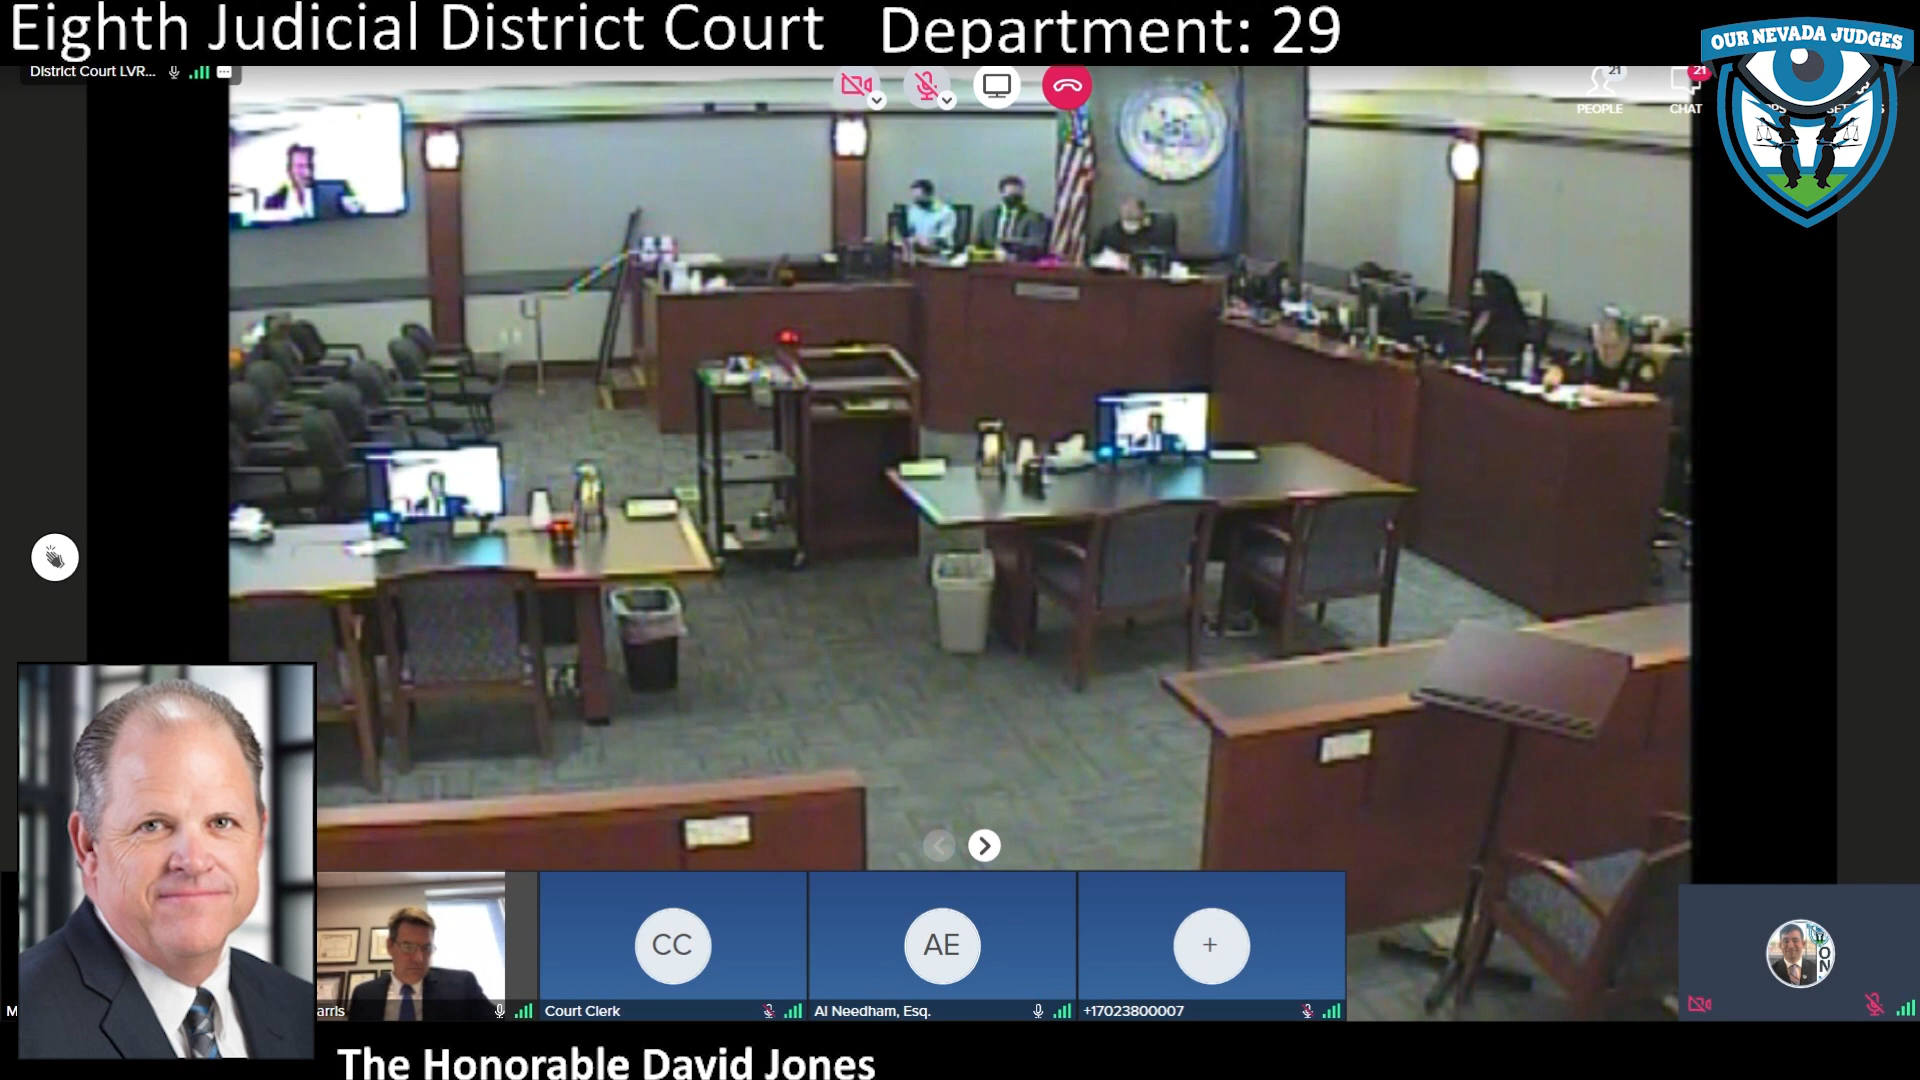 Eighth Judicial District Court Department: 29
OUR NEVADA JUDGES
District Court LVR...
21
21
PEOPLE
CHAT
M
arris
CC
AE
+
Court Clerk
Al Needham, Esq.
+17023800007
ON
The Honorable David Jones